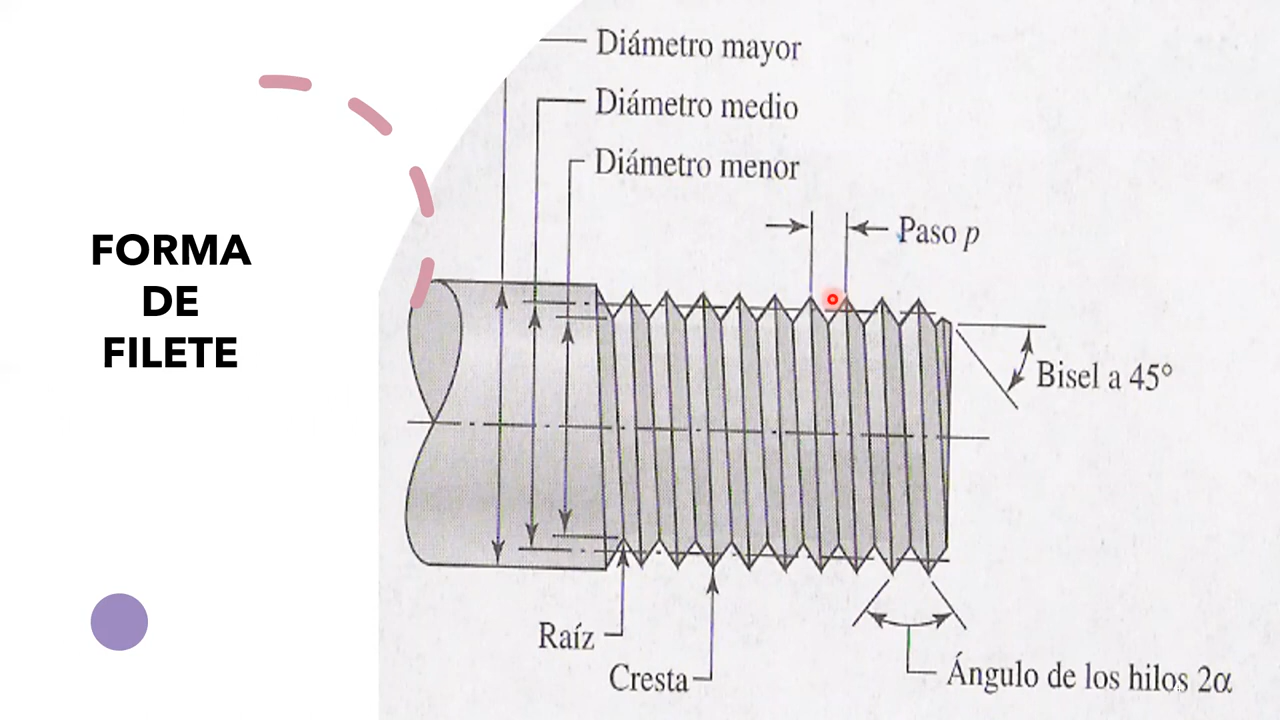 FORMA
DE
FILETE
Diámetro mayor
Diámetro medio
Diámetro menor
Paso p
Bisel a 45°
Raíz
Cresta
Ángulo de los hilos 2α